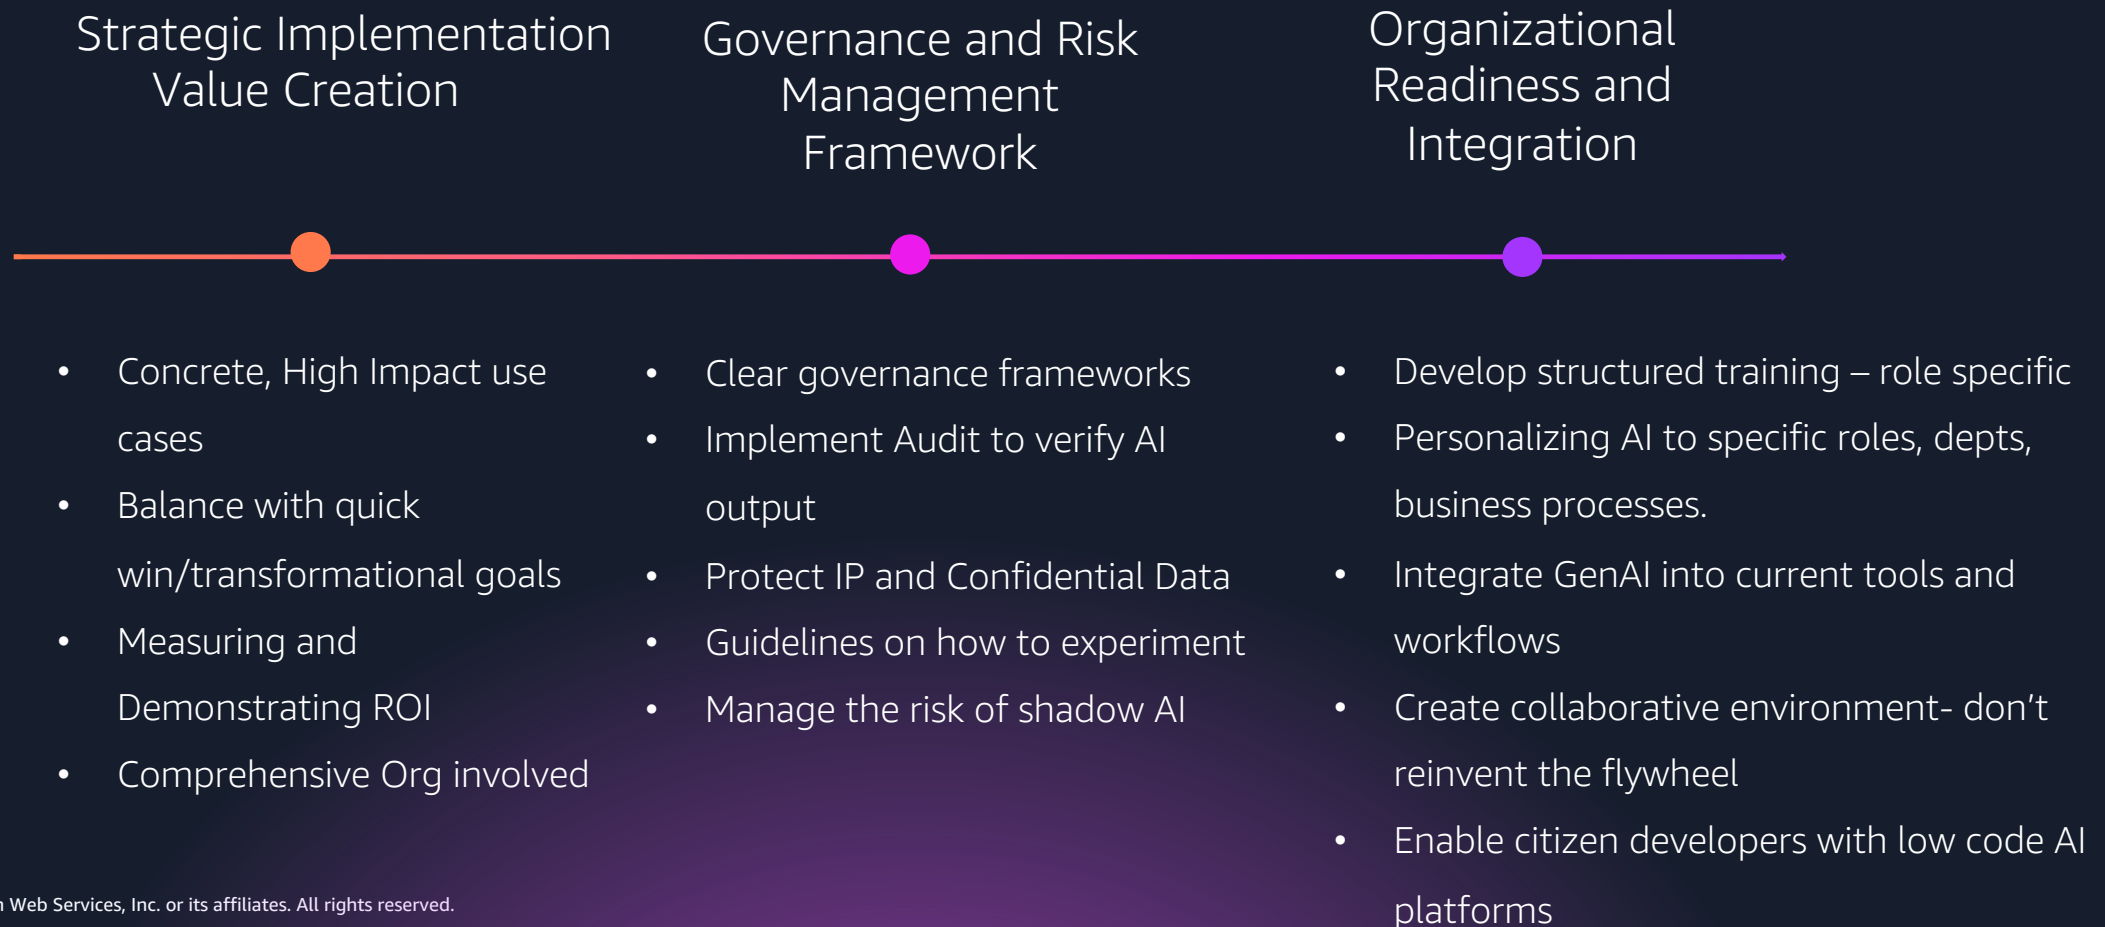 Strategic Implementation
Value Creation
Governance and Risk
Management
Framework
Organizational
Readiness and
Integration
• Concrete, High Impact use
cases
• Balance with quick
win/transformational goals
• Measuring and
Demonstrating ROI
• Comprehensive Org involved
• Clear governance frameworks
• Implement Audit to verify AI
output
• Protect IP and Confidential Data
• Guidelines on how to experiment
• Manage the risk of shadow AI
• Develop structured training – role specific
• Personalizing AI to specific roles, depts,
business processes.
• Integrate GenAI into current tools and
workflows
• Create collaborative environment- don’t
reinvent the flywheel
• Enable citizen developers with low code AI
platforms
Web Services, Inc. or its affiliates. All rights reserved.